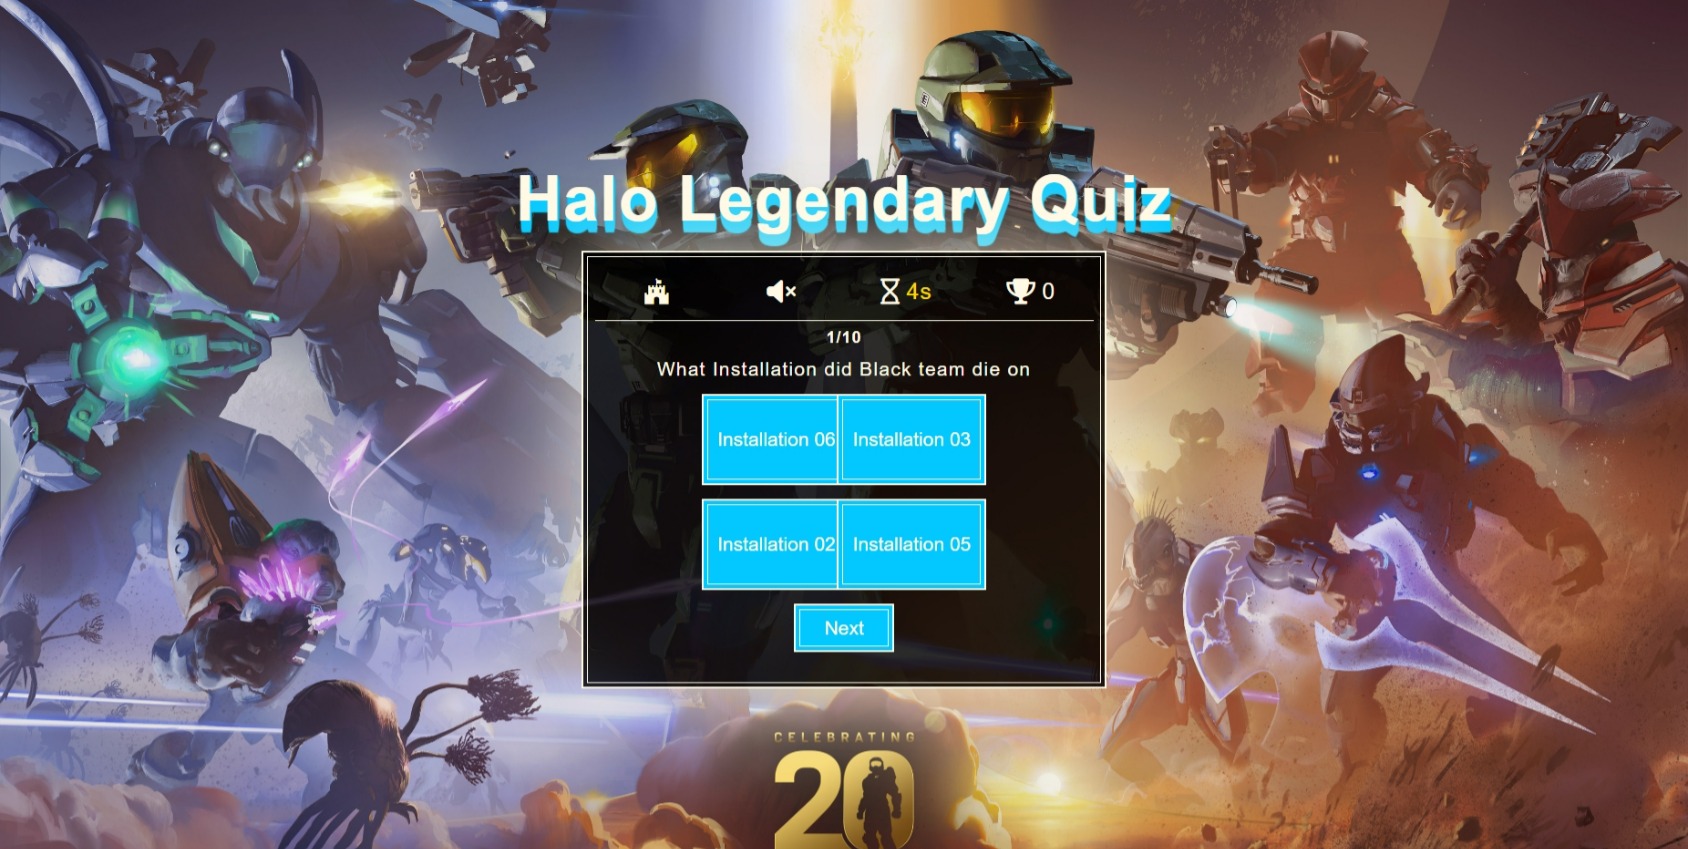 Halo Legendary Quiz
4s 0
1/10
What Installation did Black team die on
Installation 06 Installation 03
Installation 02 Installation 05
Next
CELEBRATING
20